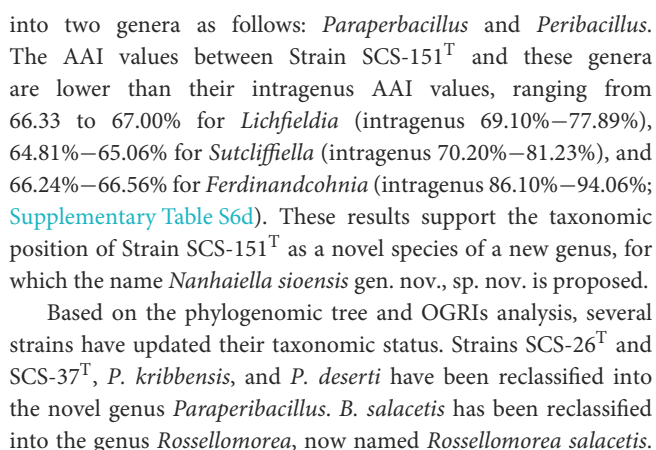 into two genera as follows: Paraperbacillus and Peribacillus.
The AAI values between Strain SCS-151ᵀ and these genera
are lower than their intragenus AAI values, ranging from
66.33 to 67.00% for Lichfieldia (intragenus 69.10%−77.89%),
64.81%−65.06% for Sutcliffiella (intragenus 70.20%−81.23%), and
66.24%−66.56% for Ferdinandcohnia (intragenus 86.10%−94.06%;
Supplementary Table S6d). These results support the taxonomic
position of Strain SCS-151ᵀ as a novel species of a new genus, for
which the name Nanhaiella sioensis gen. nov., sp. nov. is proposed.
Based on the phylogenomic tree and OGRIs analysis, several
strains have updated their taxonomic status. Strains SCS-26ᵀ and
SCS-37ᵀ, P. kribbensis, and P. deserti have been reclassified into
the novel genus Paraperibacillus. B. salacetis has been reclassified
into the genus Rossellomorea, now named Rossellomorea salacetis.